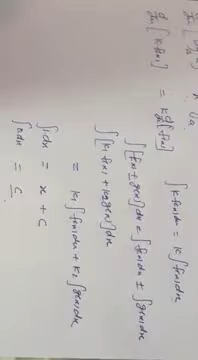 d/dx [k f(x)] = k d/dx [f(x)]
∫ k f(x) dx = k ∫ f(x) dx
∫ [f(x) ± g(x)] dx = ∫ f(x) dx ± ∫ g(x) dx
∫ [k₁ f(x) + k₂ g(x)] dx
= k₁ ∫ f(x) dx + k₂ ∫ g(x) dx
∫ 1 dx = x + C
∫ 0 dx = C